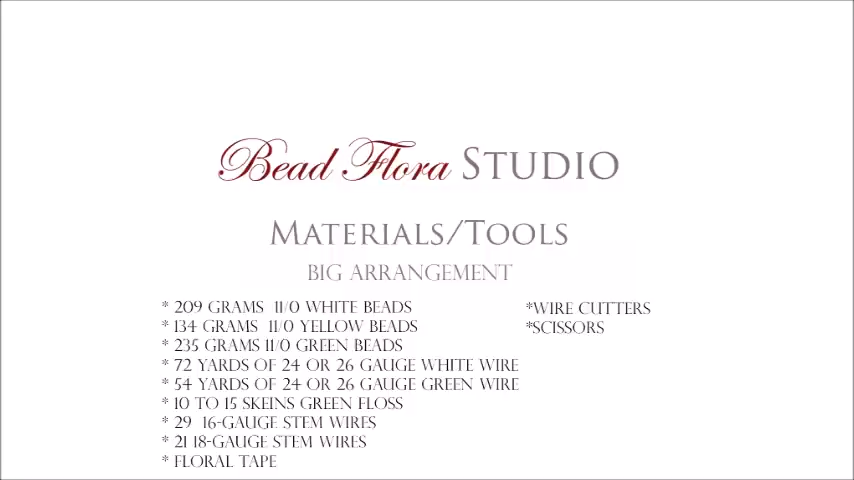 Bead Flora STUDIO
MATERIALS/TOOLS
BIG ARRANGEMENT
* 209 GRAMS 11/0 WHITE BEADS
* 134 GRAMS 11/0 YELLOW BEADS
* 235 GRAMS 11/0 GREEN BEADS
* 72 YARDS OF 24 OR 26 GAUGE WHITE WIRE
* 54 YARDS OF 24 OR 26 GAUGE GREEN WIRE
* 10 TO 15 SKEINS GREEN FLOSS
* 29 16-GAUGE STEM WIRES
* 21 18-GAUGE STEM WIRES
* FLORAL TAPE
*WIRE CUTTERS
*SCISSORS